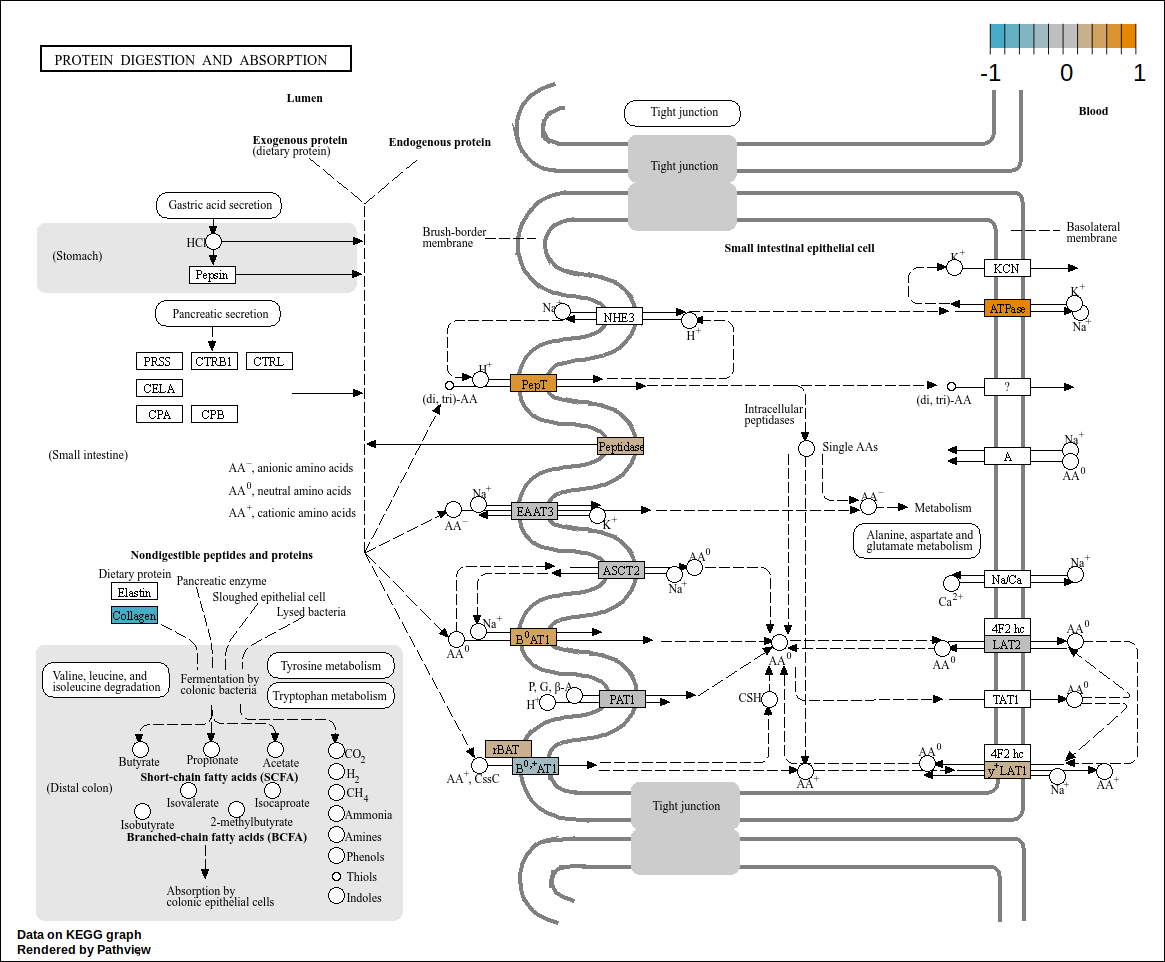 -1 0 1
PROTEIN DIGESTION AND ABSORPTION
Lumen
Blood
Exogenous protein
(dietary protein)
Endogenous protein
Tight junction
Tight junction
Gastric acid secretion
(Stomach)
HCl
Pepsin
Brush-border
membrane
Small intestinal epithelial cell
Basolateral
membrane
K+
KCN
ATPase
K+
Na+
Pancreatic secretion
PRSS CTRB1 CTRL
CELA
CPA CPB
Na+
NHE3
H+
H+
PepT
(di, tri)-AA
(di, tri)-AA
?
Intracellular
peptidases
Single AAs
Peptidase
(Small intestine)
AA−, anionic amino acids
AA0, neutral amino acids
AA+, cationic amino acids
A
Na+
AA0
Na+
AA−
EAAT3
K+
AA−
Metabolism
Alanine, aspartate and
glutamate metabolism
Nondigestible peptides and proteins
Dietary protein
Elastin
Collagen
Pancreatic enzyme
Sloughed epithelial cell
Lysed bacteria
ASCT2
AA0
Na+
Na/Ca
Na+
Ca2+
Na+
AA0
B0AT1
AA0
4F2 hc
LAT2
AA0
AA0
Valine, leucine, and
isoleucine degradation
Fermentation by
colonic bacteria
Tyrosine metabolism
Tryptophan metabolism
P, G, β-A
H+
PAT1
CSH
TAT1
AA0
Butyrate
Propionate
Acetate
Short-chain fatty acids (SCFA)
(Distal colon)
Isovalerate
Isocaproate
Isobutyrate
2-methylbutyrate
Branched-chain fatty acids (BCFA)
Absorption by
colonic epithelial cells
CO2
H2
CH4
Ammonia
Amines
Phenols
Thiols
Indoles
rBAT
B0,+AT1
AA+, CssC
AA+
AA0
4F2 hc
y+LAT1
Na+
AA+
Tight junction
Data on KEGG graph
Rendered by Pathview